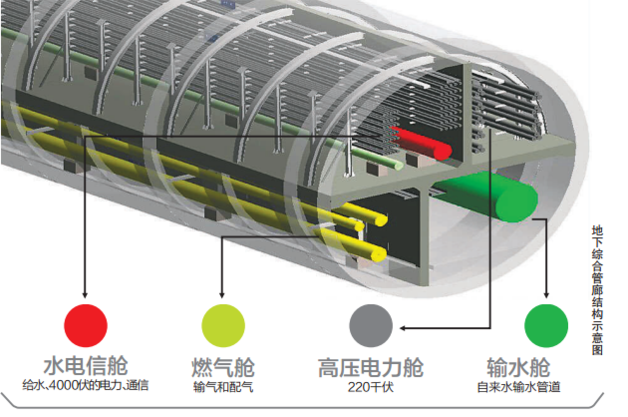 地下综合管廊结构示意图
水电信舱
给水、4000伏的电力、通信
燃气舱
输气和配气
高压电力舱
220千伏
输水舱
自来水输水管道